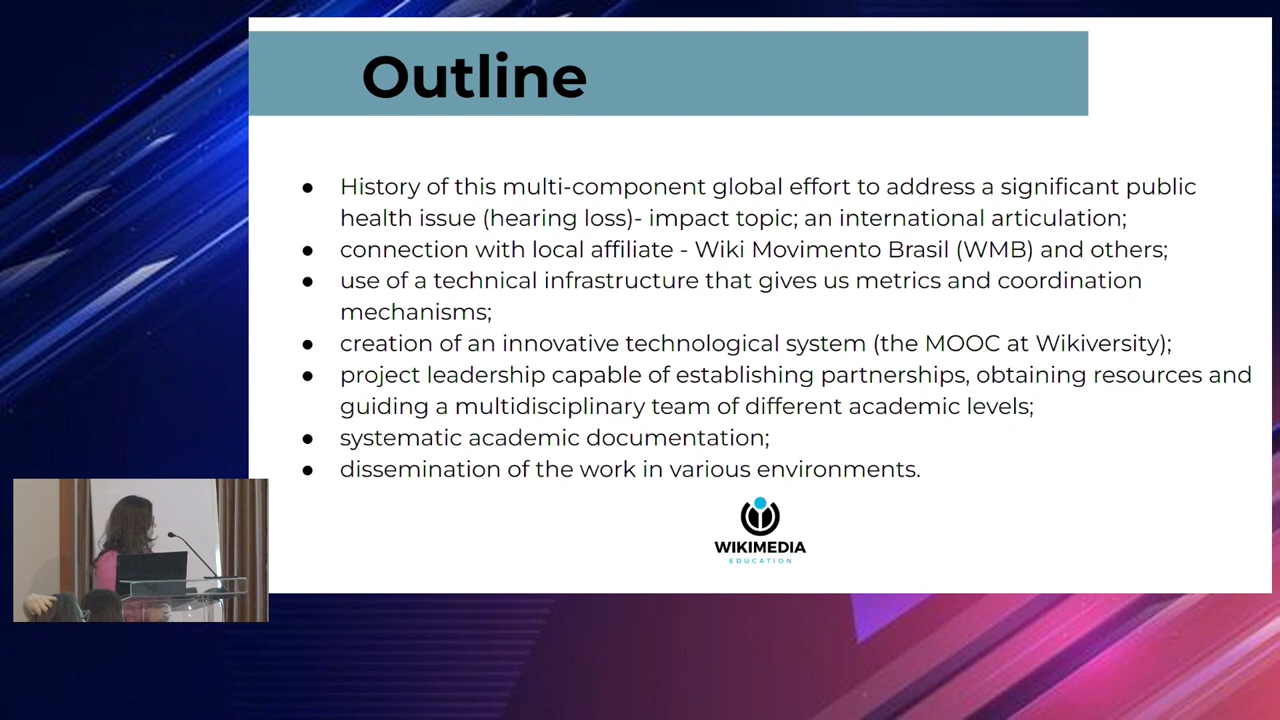 Outline
● History of this multi-component global effort to address a significant public
health issue (hearing loss)- impact topic; an international articulation;
● connection with local affiliate - Wiki Movimento Brasil (WMB) and others;
● use of a technical infrastructure that gives us metrics and coordination
mechanisms;
● creation of an innovative technological system (the MOOC at Wikiversity);
● project leadership capable of establishing partnerships, obtaining resources and
guiding a multidisciplinary team of different academic levels;
● systematic academic documentation;
● dissemination of the work in various environments.
WIKIMEDIA
EDUCATION